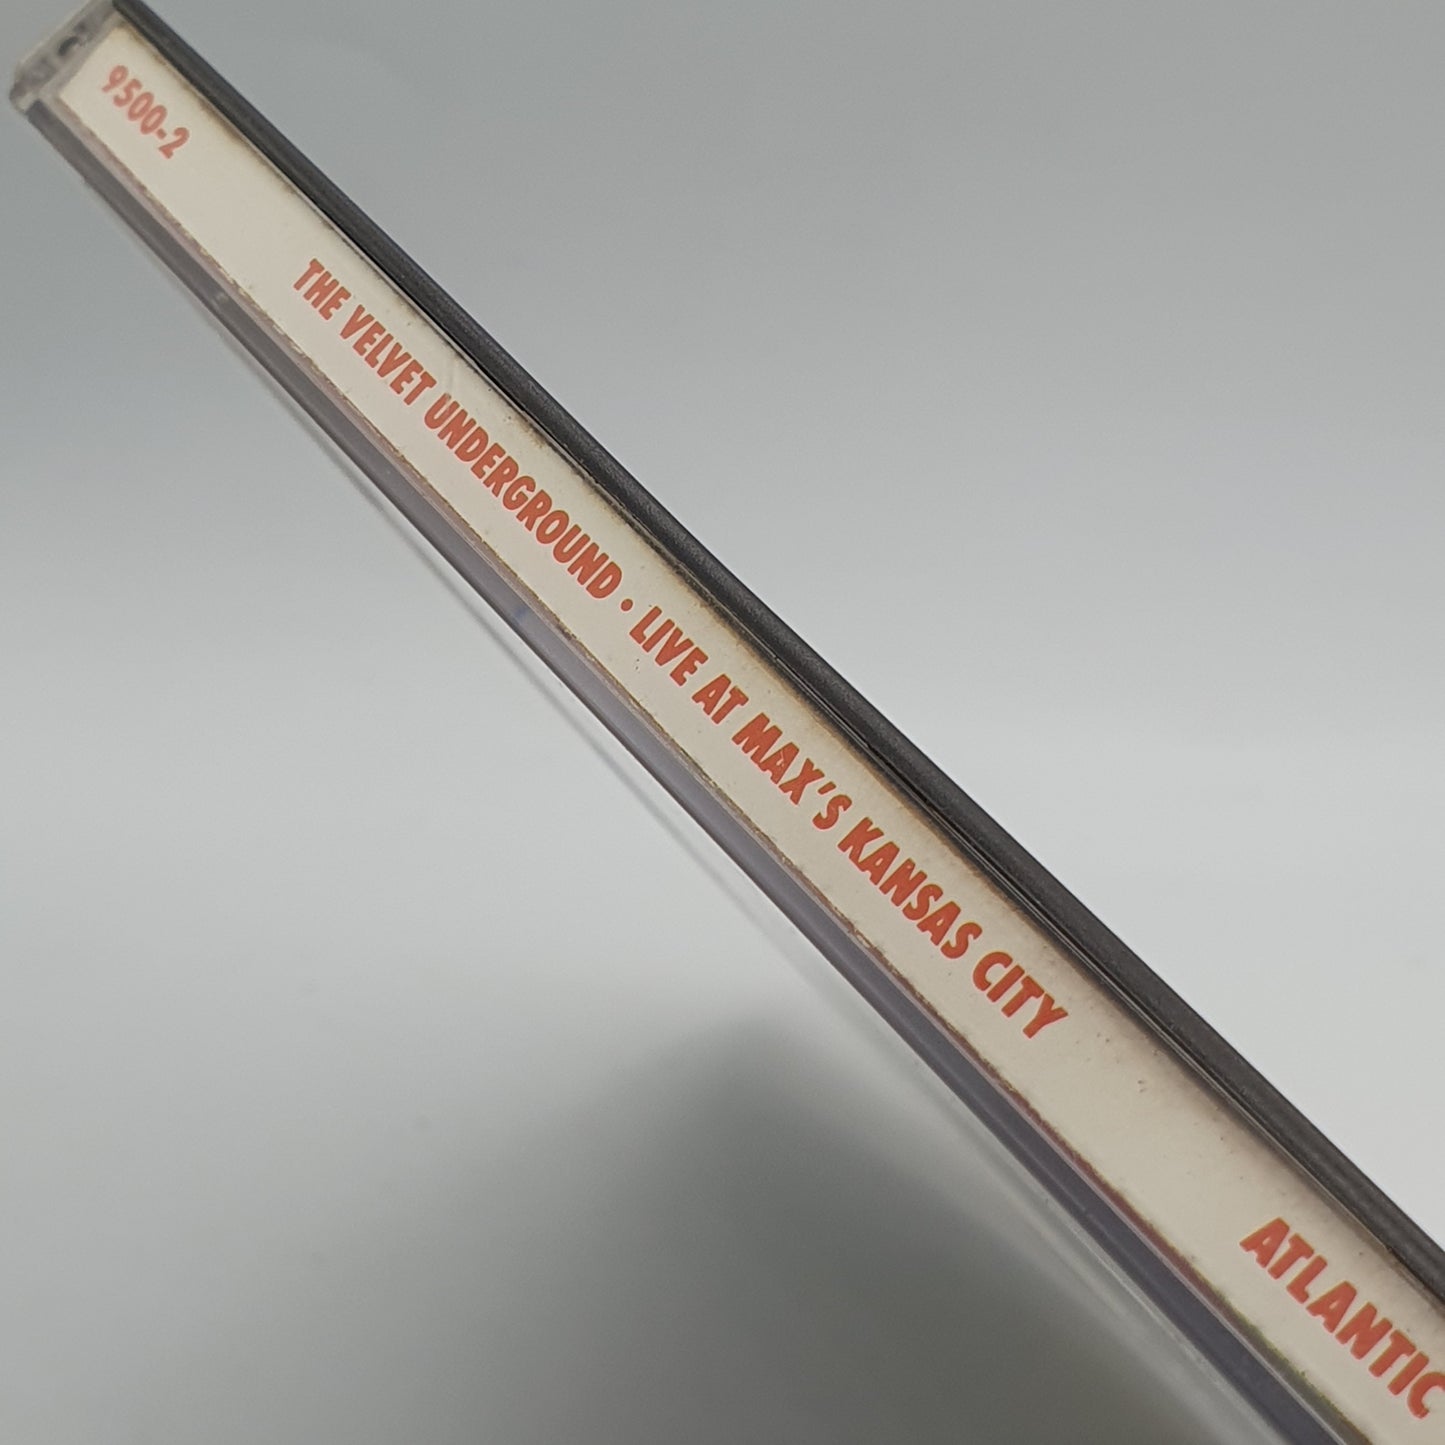 9500-2 THE VELVET UNDERGROUND · LIVE AT MAX'S KANSAS CITY ATLANTIC